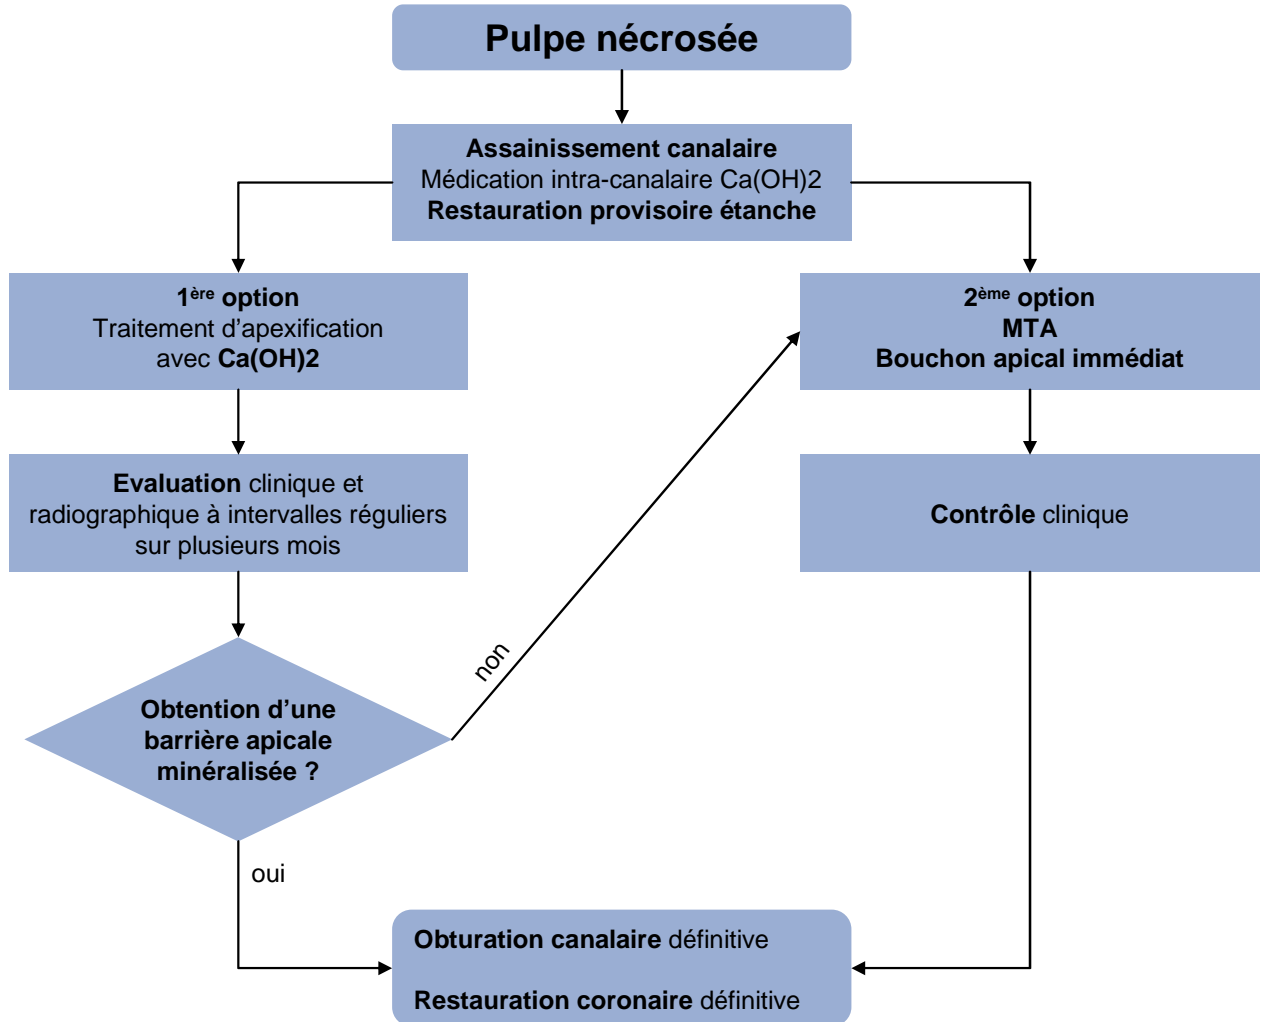 Pulpe nécrosée
Assainissement canalaire
Médication intra-canalaire Ca(OH)2
Restauration provisoire étanche
1ère option
Traitement d’apexification
avec Ca(OH)2
2ème option
MTA
Bouchon apical immédiat
Evaluation clinique et
radiographique à intervalles réguliers
sur plusieurs mois
Contrôle clinique
non
Obtention d’une
barrière apicale
minéralisée ?
oui
Obturation canalaire définitive
Restauration coronaire définitive